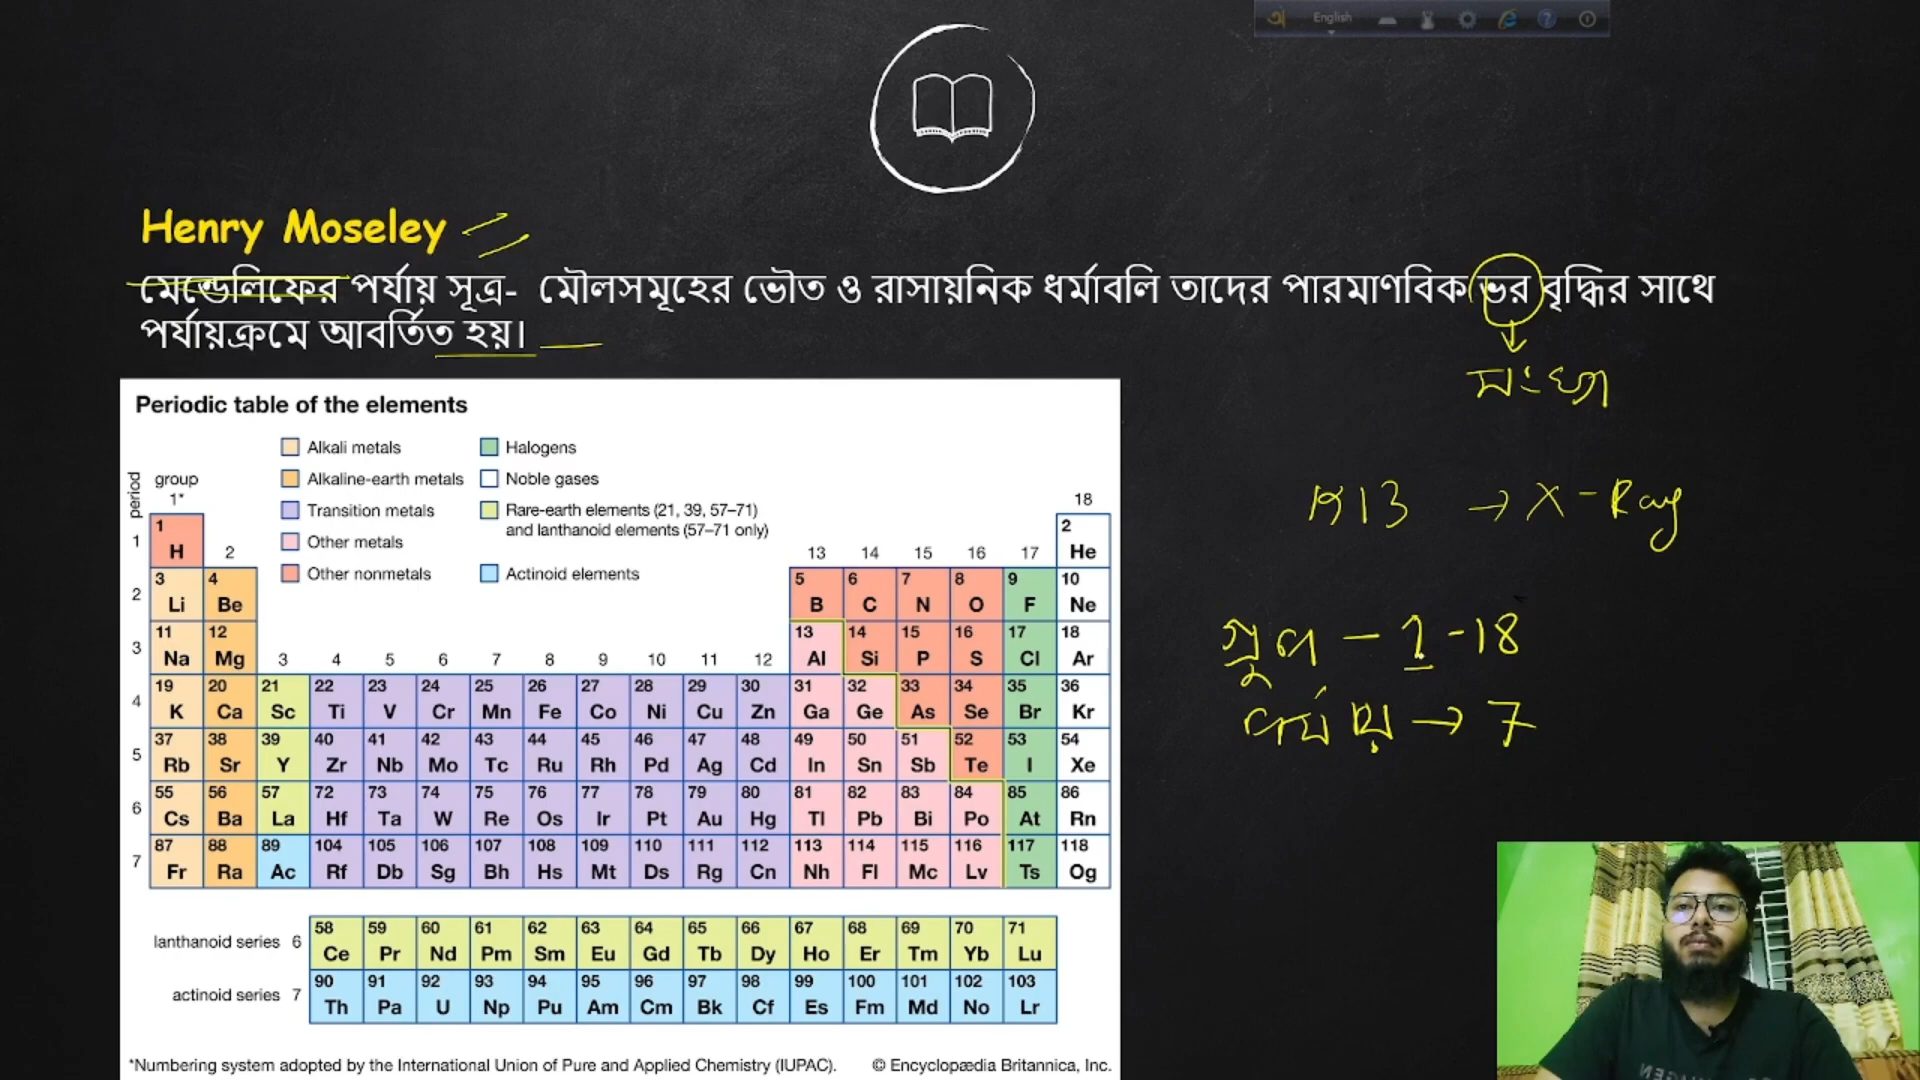 English
Henry Moseley
মেন্ডেলিফের পর্যায় সূত্র- মৌলসমূহের ভৌত ও রাসায়নিক ধর্মাবলি তাদের পারমাণবিক ভর বৃদ্ধির সাথে
পর্যায়ক্রমে আবর্তিত হয়।
সংখ্যা
→ X-Ray
গ্রুপ - 1-18
পর্যায় → 7
Periodic table of the elements
Alkali metals
Alkaline-earth metals
Transition metals
Other metals
Other nonmetals
Halogens
Noble gases
Rare-earth elements (21, 39, 57–71)
and lanthanoid elements (57–71 only)
Actinoid elements
period
group
1* 18
1 2
1 H He
2 13 14 15 16 17
3 4 5 6 7 8 9 10
2 Li Be B C N O F Ne
11 12 13 14 15 16 17 18
3 Na Mg 3 4 5 6 7 8 9 10 11 12 Al Si P S Cl Ar
19 20 21 22 23 24 25 26 27 28 29 30 31 32 33 34 35 36
4 K Ca Sc Ti V Cr Mn Fe Co Ni Cu Zn Ga Ge As Se Br Kr
37 38 39 40 41 42 43 44 45 46 47 48 49 50 51 52 53 54
5 Rb Sr Y Zr Nb Mo Tc Ru Rh Pd Ag Cd In Sn Sb Te I Xe
55 56 57 72 73 74 75 76 77 78 79 80 81 82 83 84 85 86
6 Cs Ba La Hf Ta W Re Os Ir Pt Au Hg Tl Pb Bi Po At Rn
87 88 89 104 105 106 107 108 109 110 111 112 113 114 115 116 117 118
7 Fr Ra Ac Rf Db Sg Bh Hs Mt Ds Rg Cn Nh Fl Mc Lv Ts Og
58 59 60 61 62 63 64 65 66 67 68 69 70 71
lanthanoid series 6 Ce Pr Nd Pm Sm Eu Gd Tb Dy Ho Er Tm Yb Lu
90 91 92 93 94 95 96 97 98 99 100 101 102 103
actinoid series 7 Th Pa U Np Pu Am Cm Bk Cf Es Fm Md No Lr
*Numbering system adopted by the International Union of Pure and Applied Chemistry (IUPAC). © Encyclopædia Britannica, Inc.